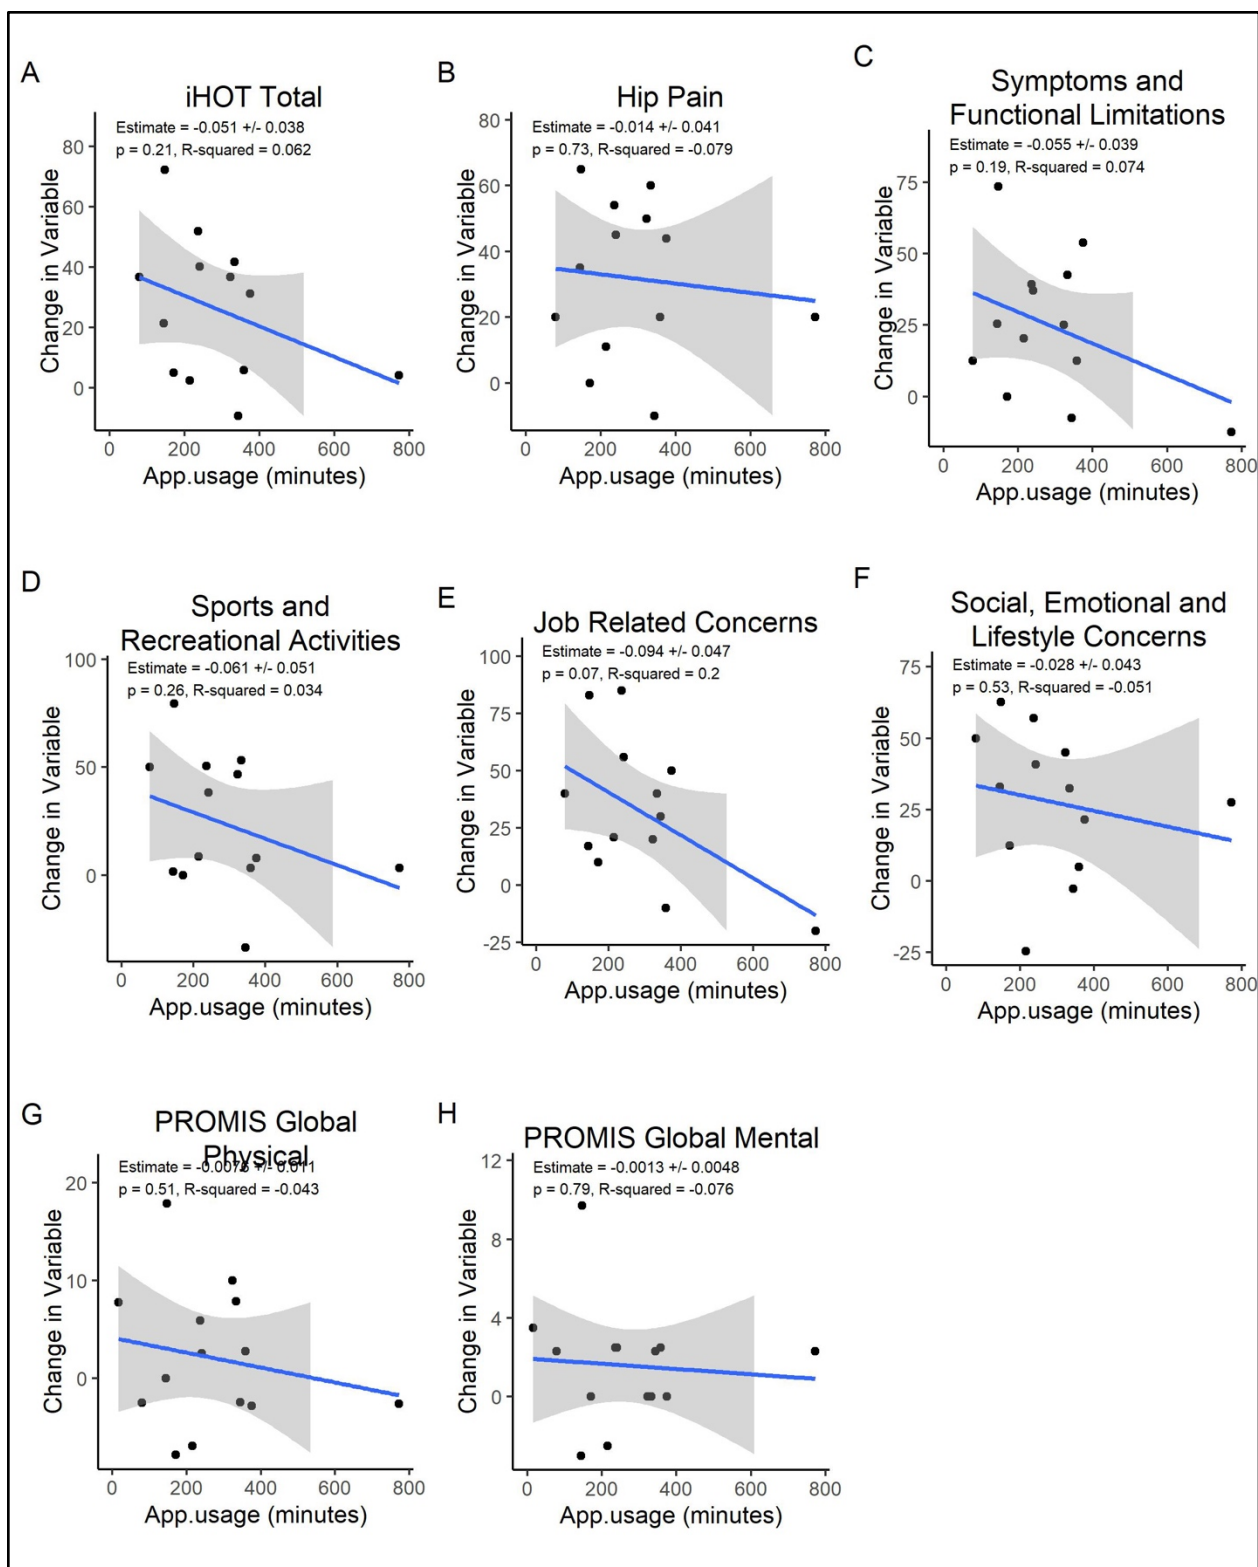 A
iHOT Total
Estimate = -0.051 +/- 0.038
p = 0.21, R-squared = 0.062
Change in Variable
80
60
40
20
0
0 200 400 600 800
App.usage (minutes)
B
Hip Pain
Estimate = -0.014 +/- 0.041
p = 0.73, R-squared = -0.079
Change in Variable
80
60
40
20
0
0 200 400 600 800
App.usage (minutes)
C
Symptoms and
Functional Limitations
Estimate = -0.055 +/- 0.039
p = 0.19, R-squared = 0.074
Change in Variable
75
50
25
0
0 200 400 600 800
App.usage (minutes)
D
Sports and
Recreational Activities
Estimate = -0.061 +/- 0.051
p = 0.26, R-squared = 0.034
Change in Variable
100
50
0
0 200 400 600 800
App.usage (minutes)
E
Job Related Concerns
Estimate = -0.094 +/- 0.047
p = 0.07, R-squared = 0.2
Change in Variable
100
75
50
25
0
-25
0 200 400 600 800
App.usage (minutes)
F
Social, Emotional and
Lifestyle Concerns
Estimate = -0.028 +/- 0.043
p = 0.53, R-squared = -0.051
Change in Variable
75
50
25
0
-25
0 200 400 600 800
App.usage (minutes)
G
PROMIS Global
Physical
Estimate = -0.0076 +/- 0.011
p = 0.51, R-squared = -0.043
Change in Variable
20
10
0
0 200 400 600 800
App.usage (minutes)
H
PROMIS Global Mental
Estimate = -0.0013 +/- 0.0048
p = 0.79, R-squared = -0.076
Change in Variable
12
8
4
0
0 200 400 600 800
App.usage (minutes)